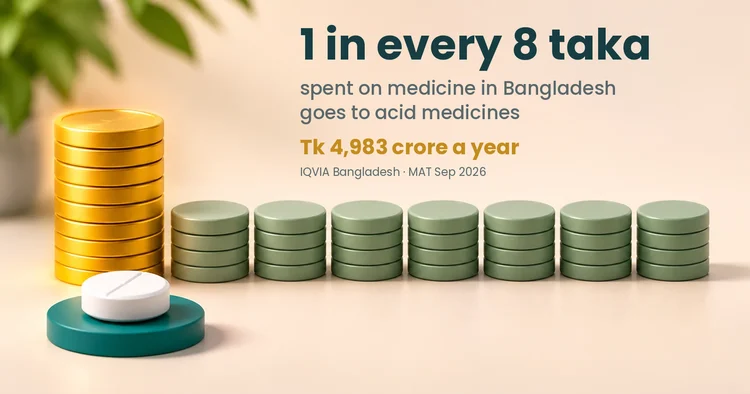 1 in every 8 taka
spent on medicine in Bangladesh
goes to acid medicines
Tk 4,983 crore a year
IQVIA Bangladesh · MAT Sep 2026